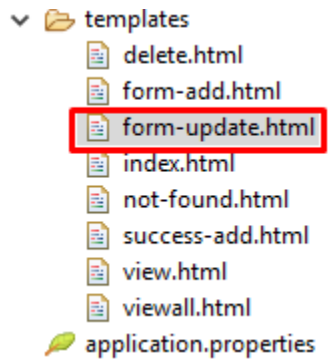 templates
delete.html
form-add.html
form-update.html
index.html
not-found.html
success-add.html
view.html
viewall.html
application.properties